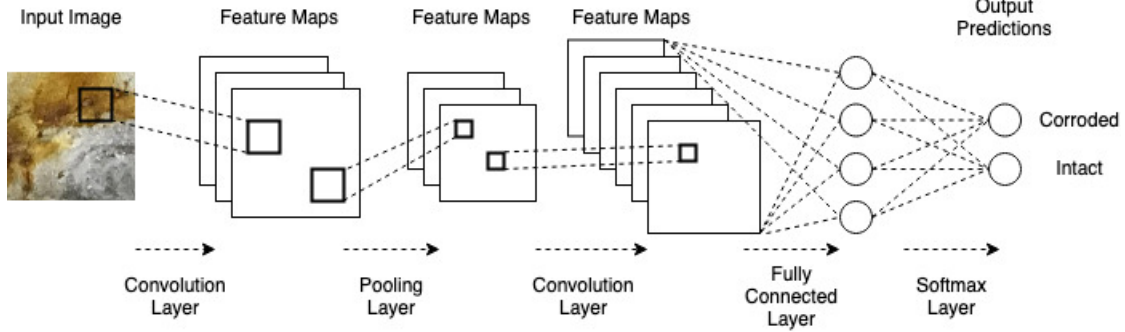 Input Image
Feature Maps
Feature Maps
Feature Maps
Output
Predictions
Corroded
Intact
Convolution
Layer
Pooling
Layer
Convolution
Layer
Fully
Connected
Layer
Softmax
Layer